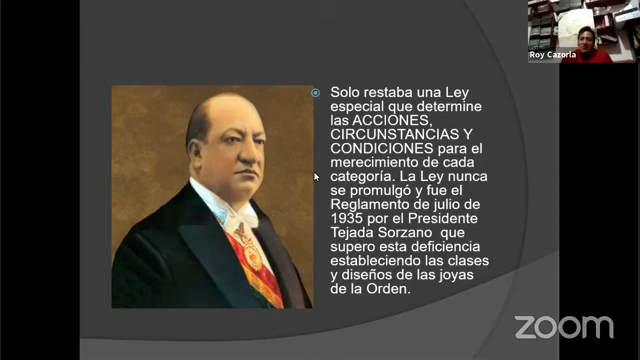 Roy Cazorla
Solo restaba una Ley
especial que determine
las ACCIONES,
CIRCUNSTANCIAS Y
CONDICIONES para el
merecimiento de cada
categoría. La Ley nunca
se promulgó y fue el
Reglamento de julio de
1935 por el Presidente
Tejada Sorzano que
supero esta deficiencia
estableciendo las clases
y diseños de las joyas
de la Orden.
zoom